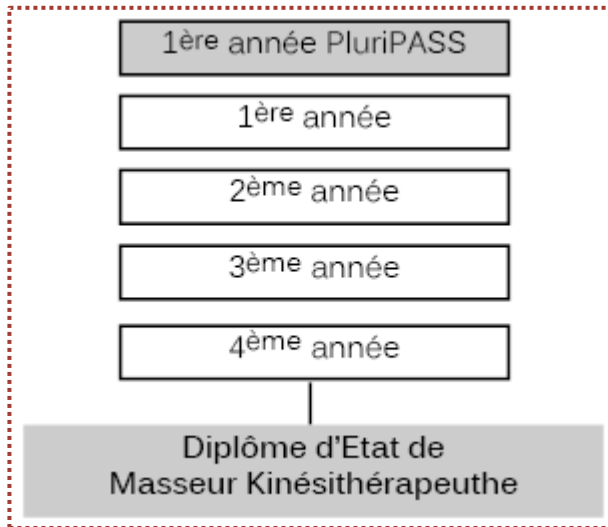 1ère année PluriPASS
1ère année
2ème année
3ème année
4ème année
Diplôme d'Etat de
Masseur Kinésithérapeuthe